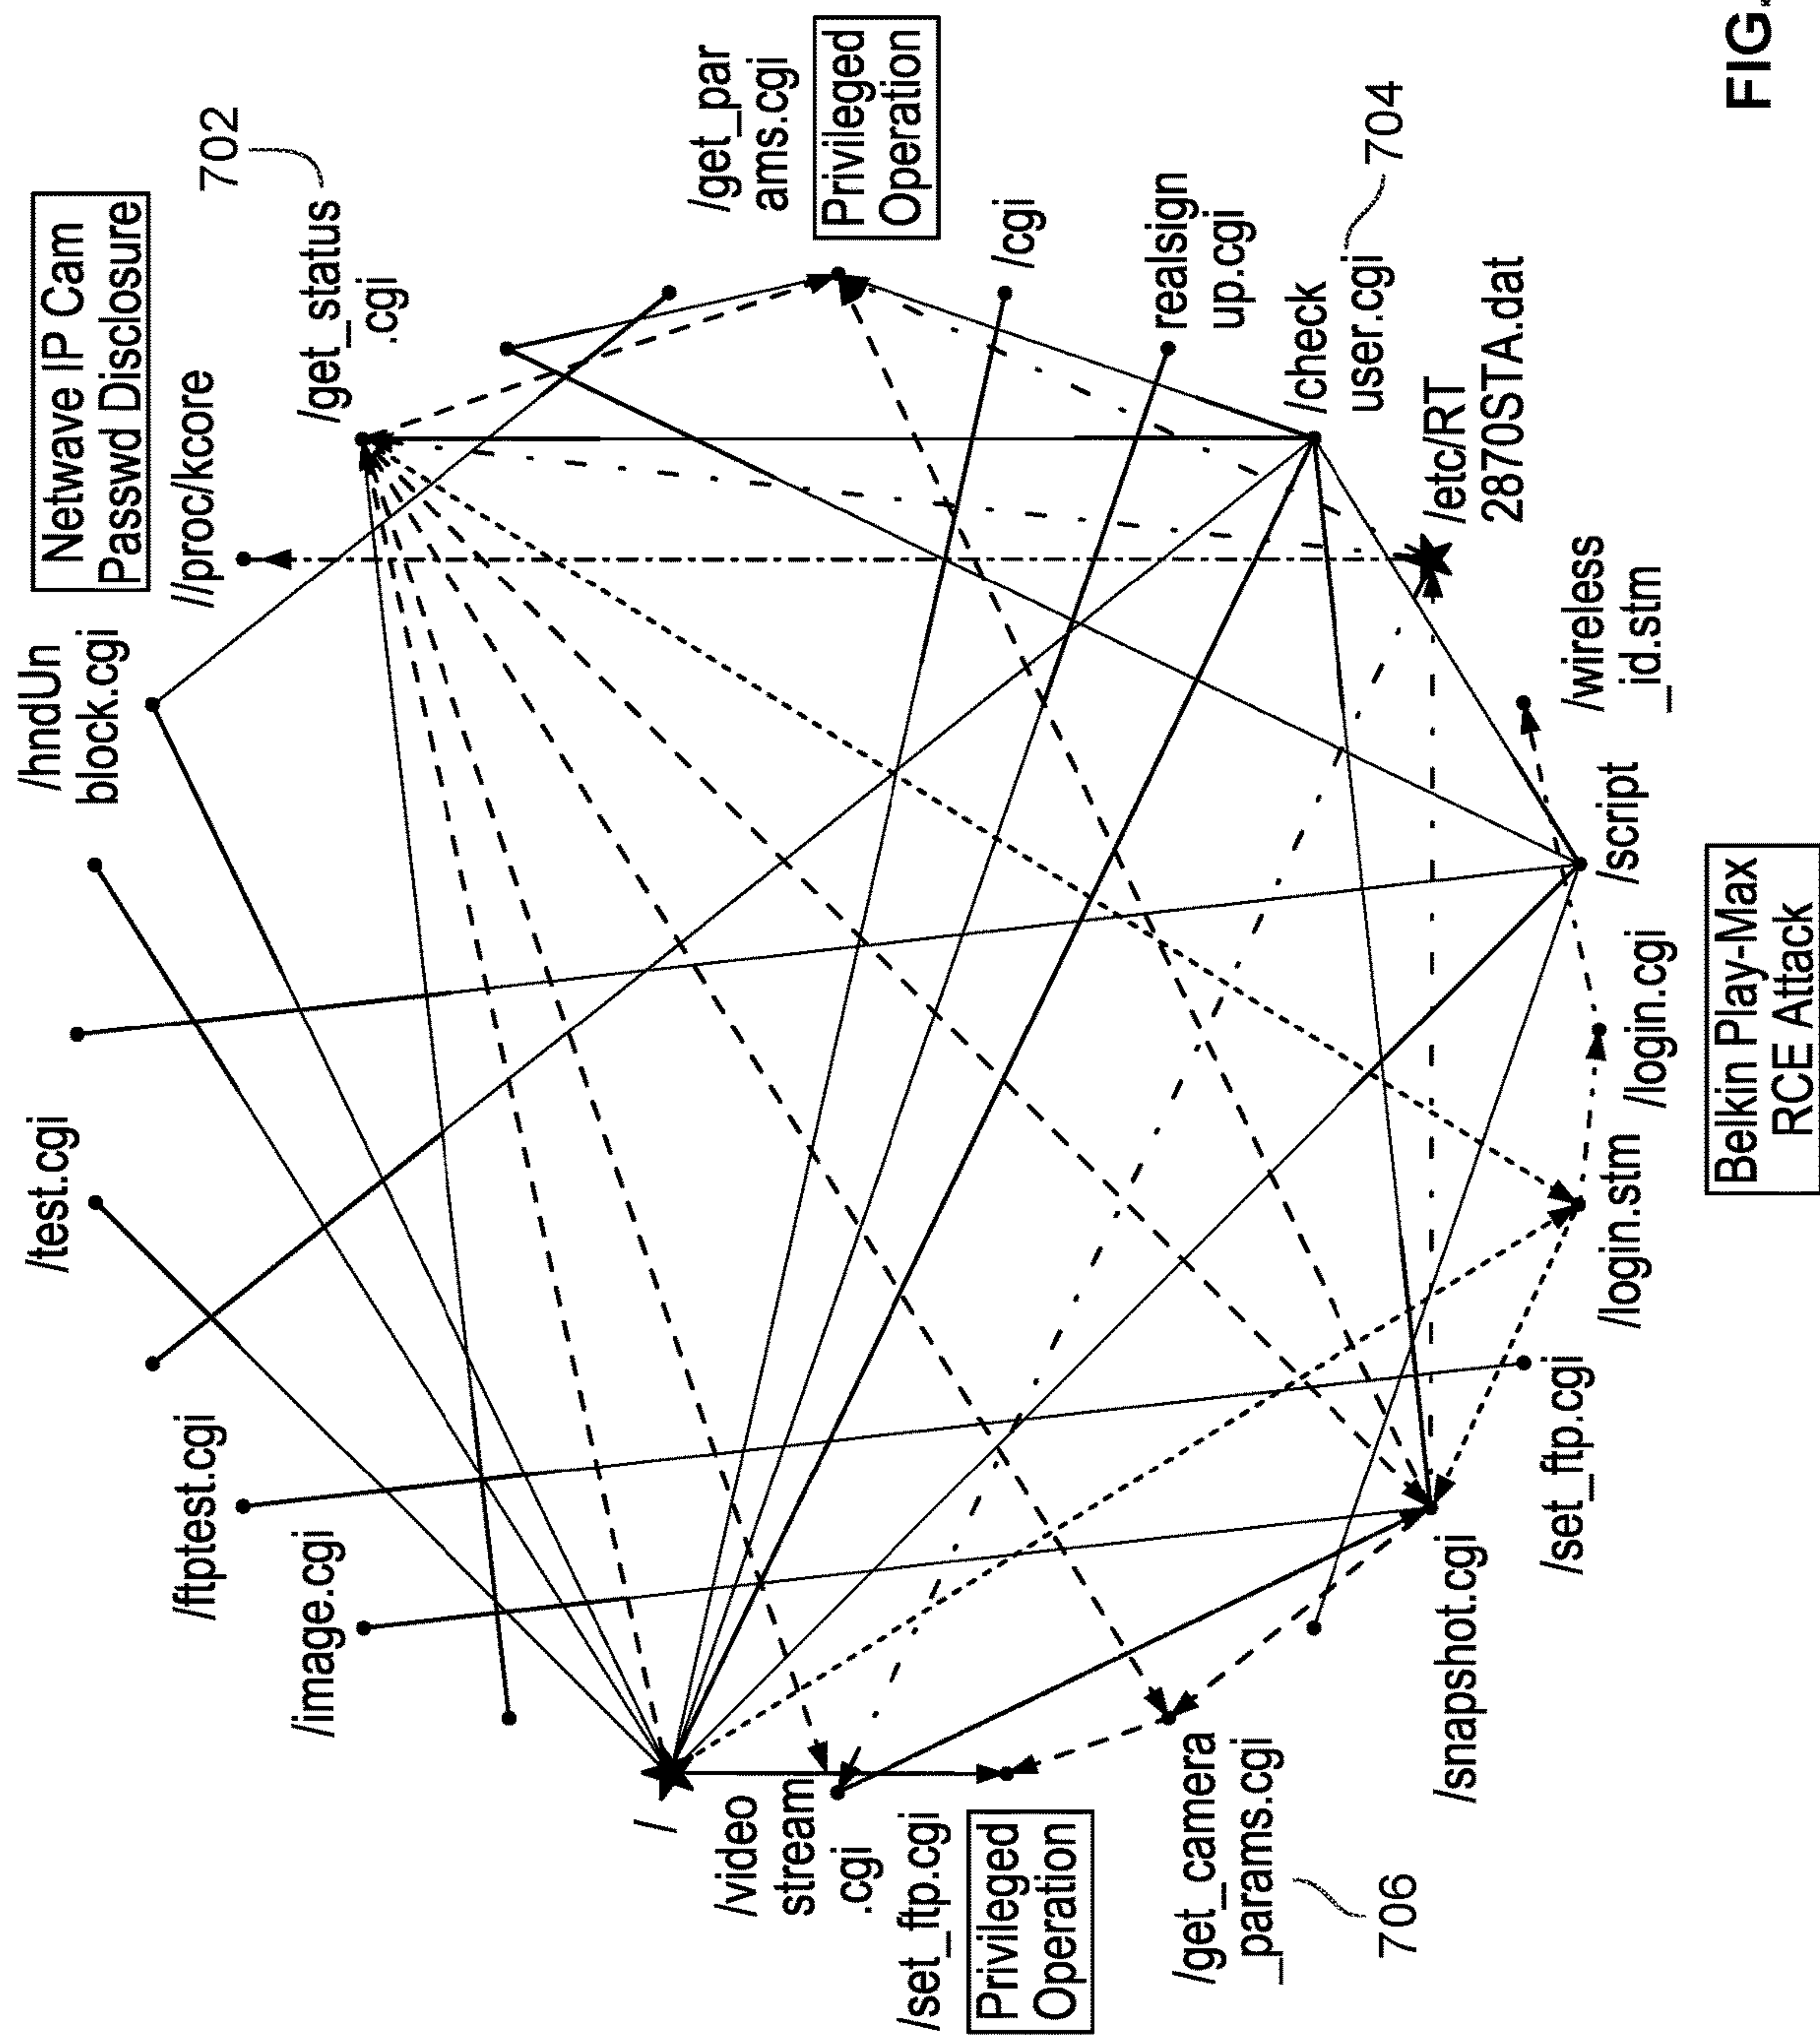 Netwave IP Cam
Passwd Disclosure
702
/hndUn
block.cgi
//proc/kcore
/get_status
.cgi
/test.cgi
/get_par
ams.cgi
Privileged
Operation
/ftptest.cgi
/image.cgi
/cgi
/
realsign
up.cgi
/video
stream
.cgi
/check
user.cgi
704
/set_ftp.cgi
Privileged
Operation
/etc/RT
2870STA.dat
/get_camera
_params.cgi
706
/wireless
_id.stm
/snapshot.cgi
/set_ftp.cgi
/login.stm
/login.cgi
/script
Belkin Play-Max
RCE Attack
FIG.